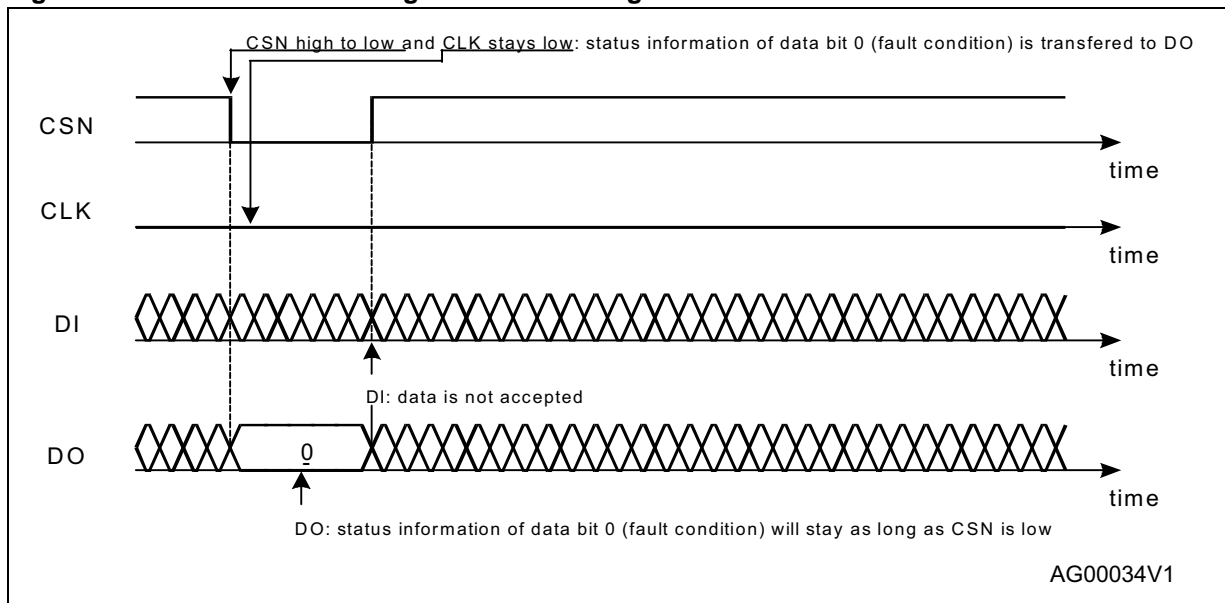 CSN high to low and CLK stays low: status information of data bit 0 (fault condition) is transfered to DO
CSN
time
CLK
time
DI
time
DI: data is not accepted
0
DO
time
DO: status information of data bit 0 (fault condition) will stay as long as CSN is low
AG00034V1